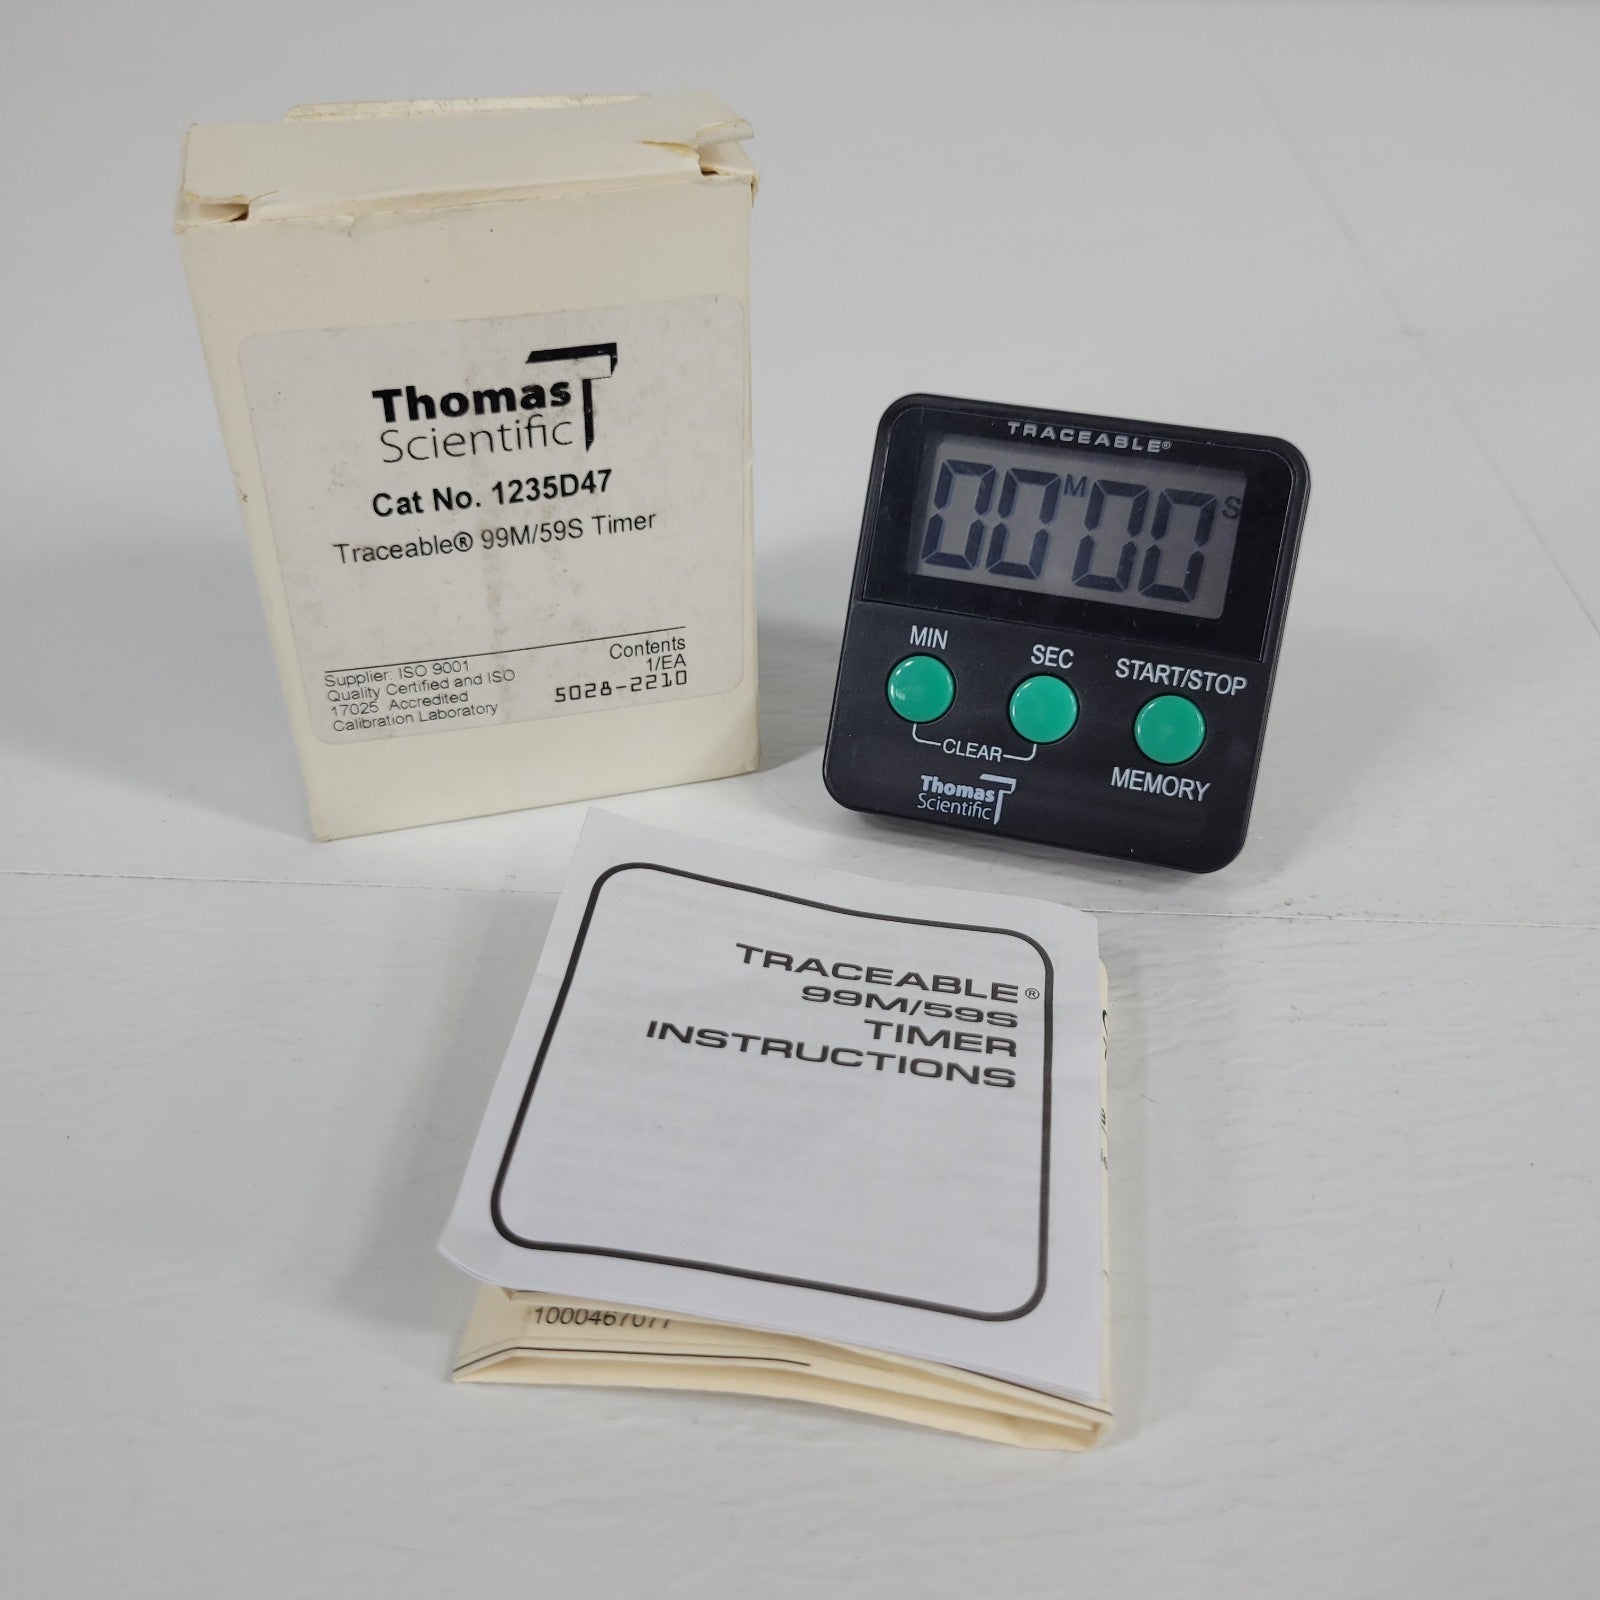 Thomas
Scientific
Cat No. 1235D47
Traceable® 99M/59S Timer
Supplier: ISO 9001
Quality Certified and ISO
17025 Accredited
Calibration Laboratory
Contents
1/EA
5028-2210
TRACEABLE®
00M00S
MIN
SEC
START/STOP
CLEAR
MEMORY
Thomas
Scientific
TRACEABLE®
99M/59S
TIMER
INSTRUCTIONS
1000467077